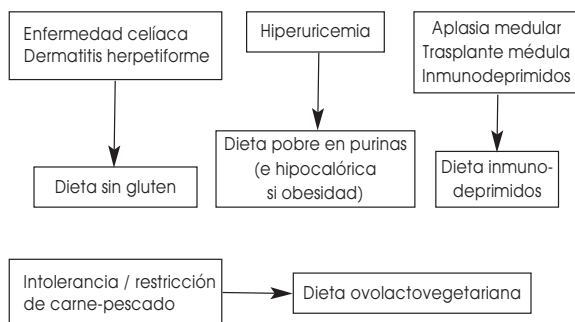 Enfermedad celíaca
Dermatitis herpetiforme
Dieta sin gluten
Hiperuricemia
Dieta pobre en purinas
(e hipocalórica
si obesidad)
Aplasia medular
Trasplante médula
Inmunodeprimidos
Dieta inmuno-
deprimidos
Intolerancia / restricción
de carne-pescado
Dieta ovolactovegetariana